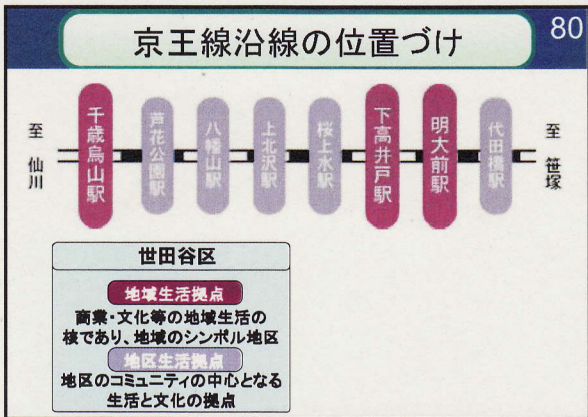 京王線沿線の位置づけ
80
至 仙川
千歳烏山駅
芦花公園駅
八幡山駅
上北沢駅
桜上水駅
下高井戸駅
明大前駅
代田橋駅
至 笹塚
世田谷区
地域生活拠点
商業・文化等の地域生活の
核であり、地域のシンボル地区
地区生活拠点
地区のコミュニティの中心となる
生活と文化の拠点